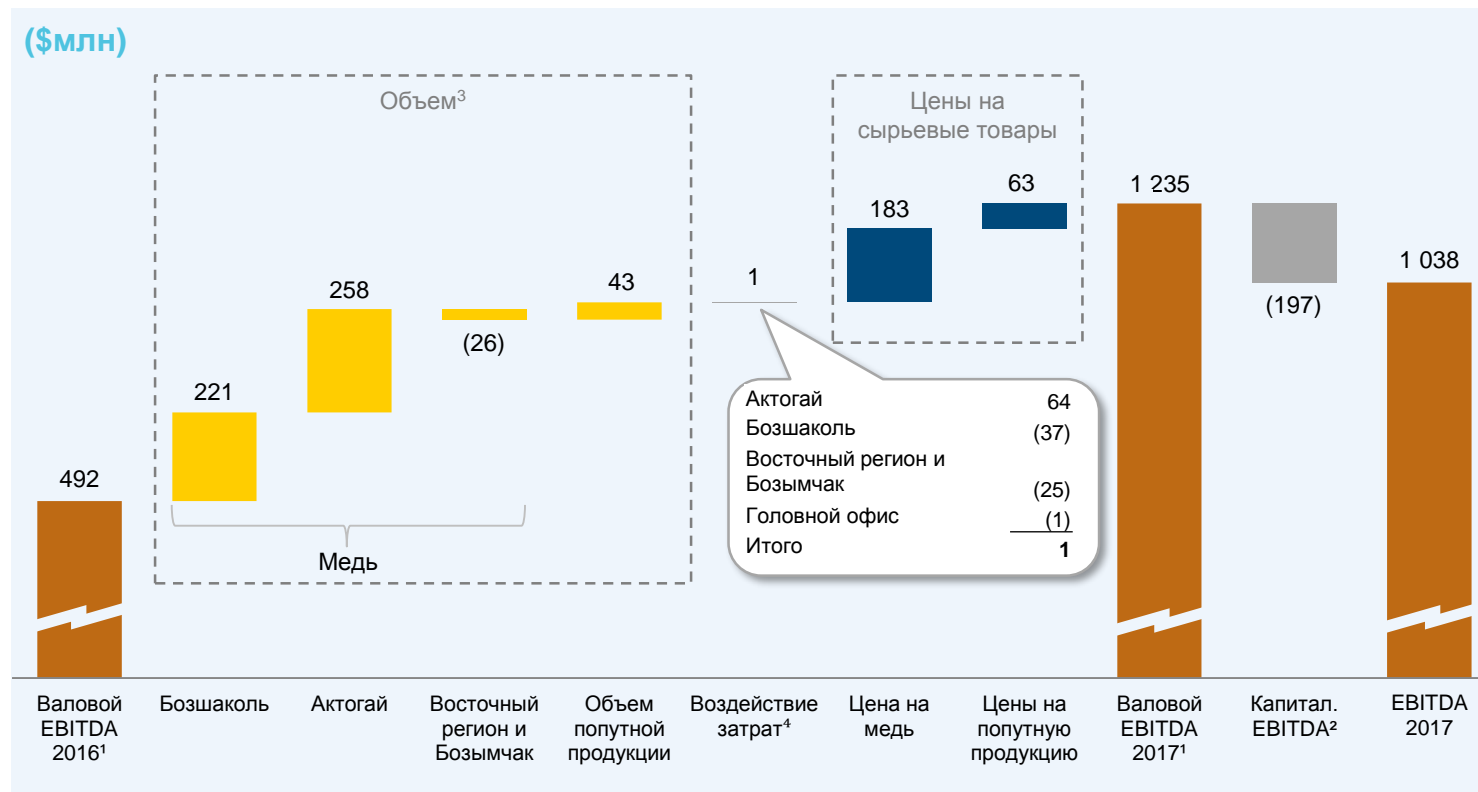 ($млн)
Объем³
Цены на
сырьевые товары
492
221
258
(26)
43
1
183
63
1 235
(197)
1 038
Медь
Актогай 64
Бозшаколь (37)
Восточный регион и
Бозымчак (25)
Головной офис (1)
Итого 1
Валовой
EBITDA
2016¹
Бозшаколь
Актогай
Восточный
регион и
Бозымчак
Объем
попутной
продукции
Воздействие
затрат⁴
Цена на
медь
Цены на
попутную
продукцию
Валовой
EBITDA
2017¹
Капитал.
EBITDA²
EBITDA
2017